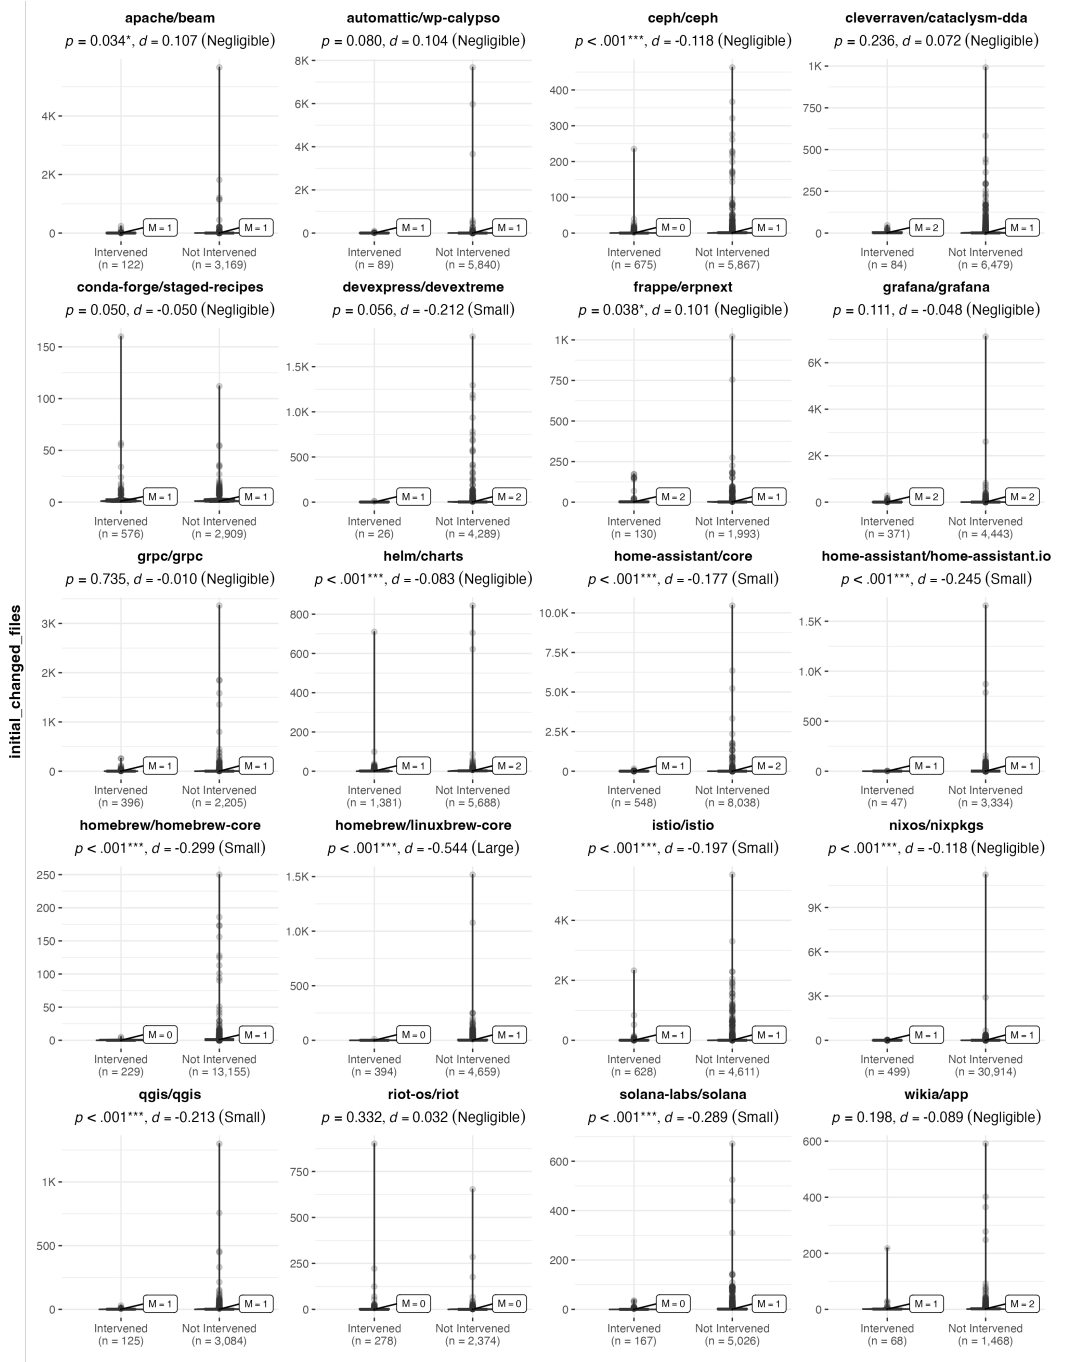 initial_changed_files
apache/beam
p = 0.034*, d = 0.107 (Negligible)
4K
2K
0
M = 1
M = 1
Intervened
(n = 122)
Not Intervened
(n = 3,169)
automattic/wp-calypso
p = 0.080, d = 0.104 (Negligible)
8K
6K
4K
2K
0
M = 1
M = 1
Intervened
(n = 89)
Not Intervened
(n = 5,840)
ceph/ceph
p < .001***, d = -0.118 (Negligible)
400
300
200
100
0
M = 0
M = 1
Intervened
(n = 675)
Not Intervened
(n = 5,867)
cleverraven/cataclysm-dda
p = 0.236, d = 0.072 (Negligible)
1K
750
500
250
0
M = 2
M = 1
Intervened
(n = 84)
Not Intervened
(n = 6,479)
conda-forge/staged-recipes
p = 0.050, d = -0.050 (Negligible)
150
100
50
0
M = 1
M = 1
Intervened
(n = 576)
Not Intervened
(n = 2,909)
devexpress/devextreme
p = 0.056, d = -0.212 (Small)
1.5K
1.0K
500
0
M = 1
M = 2
Intervened
(n = 26)
Not Intervened
(n = 4,289)
frappe/erpnext
p = 0.038*, d = 0.101 (Negligible)
1K
750
500
250
0
M = 2
M = 1
Intervened
(n = 130)
Not Intervened
(n = 1,993)
grafana/grafana
p = 0.111, d = -0.048 (Negligible)
6K
4K
2K
0
M = 2
M = 2
Intervened
(n = 371)
Not Intervened
(n = 4,443)
grpc/grpc
p = 0.735, d = -0.010 (Negligible)
3K
2K
1K
0
M = 1
M = 1
Intervened
(n = 396)
Not Intervened
(n = 2,205)
helm/charts
p < .001***, d = -0.083 (Negligible)
800
600
400
200
0
M = 1
M = 2
Intervened
(n = 1,381)
Not Intervened
(n = 5,688)
home-assistant/core
p < .001***, d = -0.177 (Small)
10.0K
7.5K
5.0K
2.5K
0
M = 1
M = 2
Intervened
(n = 548)
Not Intervened
(n = 8,038)
home-assistant/home-assistant.io
p < .001***, d = -0.245 (Small)
1.5K
1.0K
500
0
M = 1
M = 1
Intervened
(n = 47)
Not Intervened
(n = 3,334)
homebrew/homebrew-core
p < .001***, d = -0.299 (Small)
250
200
150
100
50
0
M = 0
M = 1
Intervened
(n = 229)
Not Intervened
(n = 13,155)
homebrew/linuxbrew-core
p < .001***, d = -0.544 (Large)
1.5K
1.0K
500
0
M = 0
M = 1
Intervened
(n = 394)
Not Intervened
(n = 4,659)
istio/istio
p < .001***, d = -0.197 (Small)
4K
2K
0
M = 1
M = 1
Intervened
(n = 628)
Not Intervened
(n = 4,611)
nixos/nixpkgs
p < .001***, d = -0.118 (Negligible)
9K
6K
3K
0
M = 1
M = 1
Intervened
(n = 499)
Not Intervened
(n = 30,914)
qgis/qgis
p < .001***, d = -0.213 (Small)
1K
500
0
M = 1
M = 1
Intervened
(n = 125)
Not Intervened
(n = 3,084)
riot-os/riot
p = 0.332, d = 0.032 (Negligible)
750
500
250
0
M = 0
M = 0
Intervened
(n = 278)
Not Intervened
(n = 2,374)
solana-labs/solana
p < .001***, d = -0.289 (Small)
600
400
200
0
M = 0
M = 1
Intervened
(n = 167)
Not Intervened
(n = 5,026)
wikia/app
p = 0.198, d = -0.089 (Negligible)
600
400
200
0
M = 1
M = 2
Intervened
(n = 68)
Not Intervened
(n = 1,468)